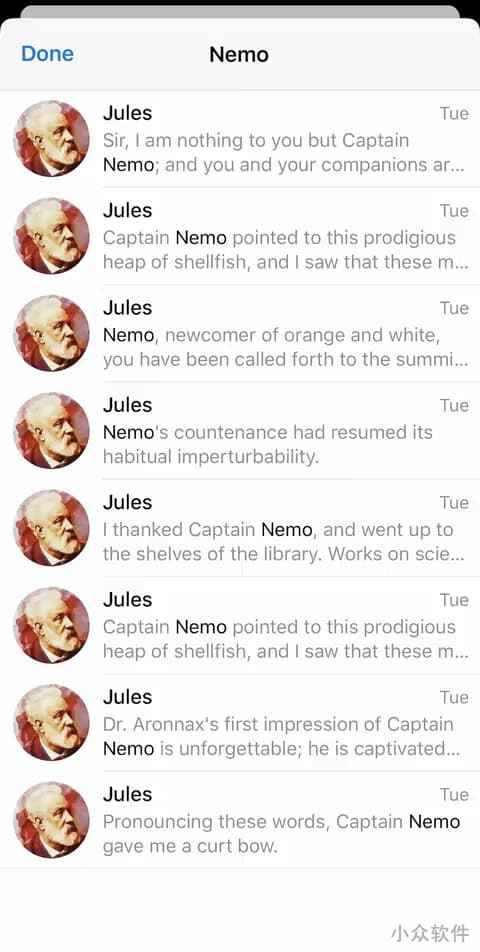 Done
Nemo
Jules
Tue
Sir, I am nothing to you but Captain
Nemo; and you and your companions ar...
Jules
Tue
Captain Nemo pointed to this prodigious
heap of shellfish, and I saw that these m...
Jules
Tue
Nemo, newcomer of orange and white,
you have been called forth to the summi...
Jules
Tue
Nemo's countenance had resumed its
habitual imperturbability.
Jules
Tue
I thanked Captain Nemo, and went up to
the shelves of the library. Works on scie...
Jules
Tue
Captain Nemo pointed to this prodigious
heap of shellfish, and I saw that these m...
Jules
Tue
Dr. Aronnax's first impression of Captain
Nemo is unforgettable; he is captivated...
Jules
Tue
Pronouncing these words, Captain Nemo
gave me a curt bow.
小众软件